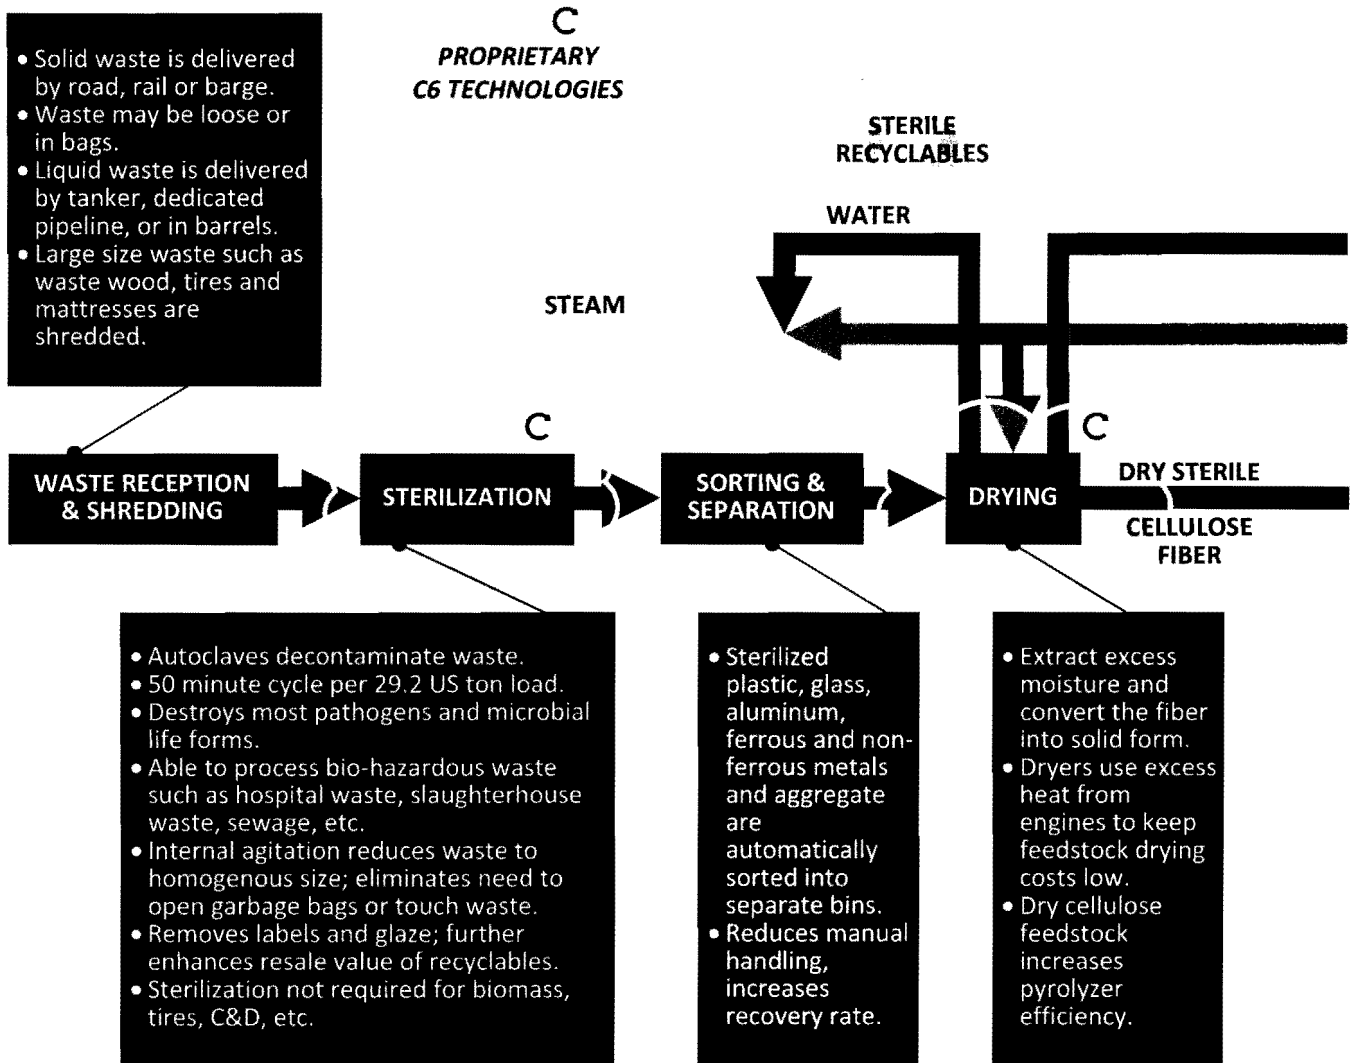 • Solid waste is delivered
by road, rail or barge.
• Waste may be loose or
in bags.
• Liquid waste is delivered
by tanker, dedicated
pipeline, or in barrels.
• Large size waste such as
waste wood, tires and
mattresses are
shredded.
C
PROPRIETARY
C6 TECHNOLOGIES
STERILE
RECYCLABLES
WATER
STEAM
C
C
WASTE RECEPTION
& SHREDDING
STERILIZATION
SORTING &
SEPARATION
DRYING
DRY STERILE
CELLULOSE
FIBER
• Autoclaves decontaminate waste.
• 50 minute cycle per 29.2 US ton load.
• Destroys most pathogens and microbial
life forms.
• Able to process bio-hazardous waste
such as hospital waste, slaughterhouse
waste, sewage, etc.
• Internal agitation reduces waste to
homogenous size; eliminates need to
open garbage bags or touch waste.
• Removes labels and glaze; further
enhances resale value of recyclables.
• Sterilization not required for biomass,
tires, C&D, etc.
• Sterilized
plastic, glass,
aluminum,
ferrous and non-
ferrous metals
and aggregate
are
automatically
sorted into
separate bins.
• Reduces manual
handling,
increases
recovery rate.
• Extract excess
moisture and
convert the fiber
into solid form.
• Dryers use excess
heat from
engines to keep
feedstock drying
costs low.
• Dry cellulose
feedstock
increases
pyrolyzer
efficiency.